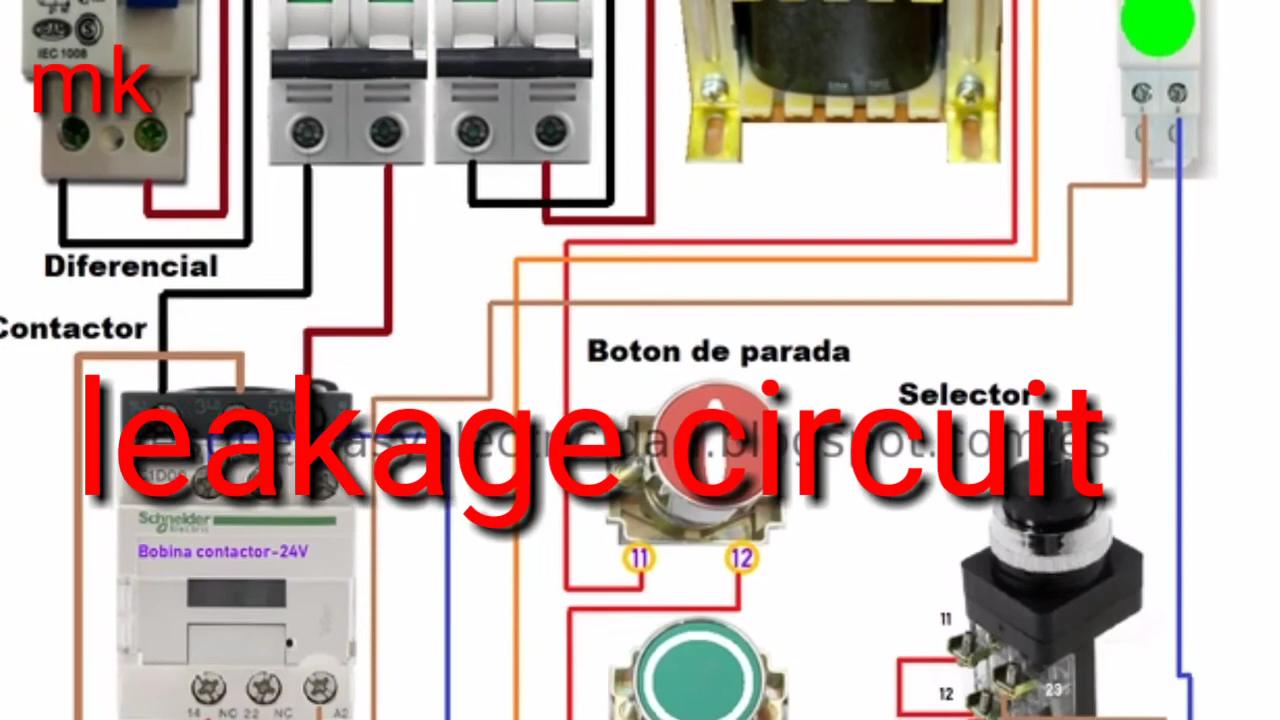 IEC 1008
mk
Diferencial
Contactor
Boton de parada
Selector
leakage circuit
Schneider
Electric
Bobina contactor-24V
11
12
11
12
23
14 NC 22 NC A2